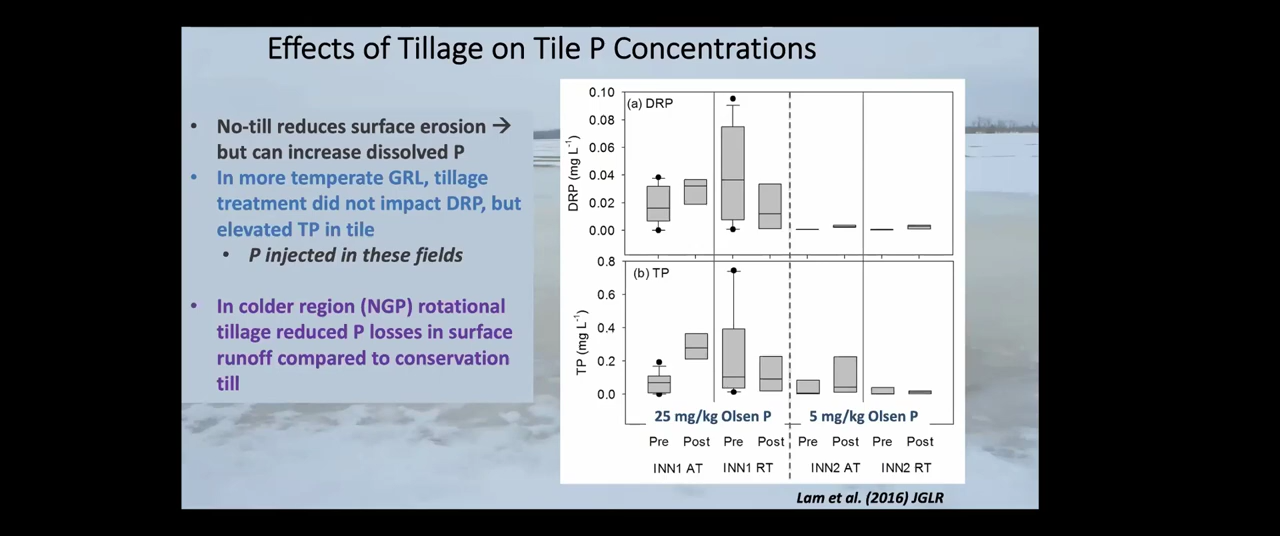 Effects of Tillage on Tile P Concentrations
• No-till reduces surface erosion →
but can increase dissolved P
• In more temperate GRL, tillage
treatment did not impact DRP, but
elevated TP in tile
• P injected in these fields
• In colder region (NGP) rotational
tillage reduced P losses in surface
runoff compared to conservation
till
(a) DRP
DRP (mg L⁻¹)
0.10
0.08
0.06
0.04
0.02
0.00
(b) TP
TP (mg L⁻¹)
0.8
0.6
0.4
0.2
0.0
25 mg/kg Olsen P 5 mg/kg Olsen P
Pre Post Pre Post Pre Post Pre Post
INN1 AT INN1 RT INN2 AT INN2 RT
Lam et al. (2016) JGLR